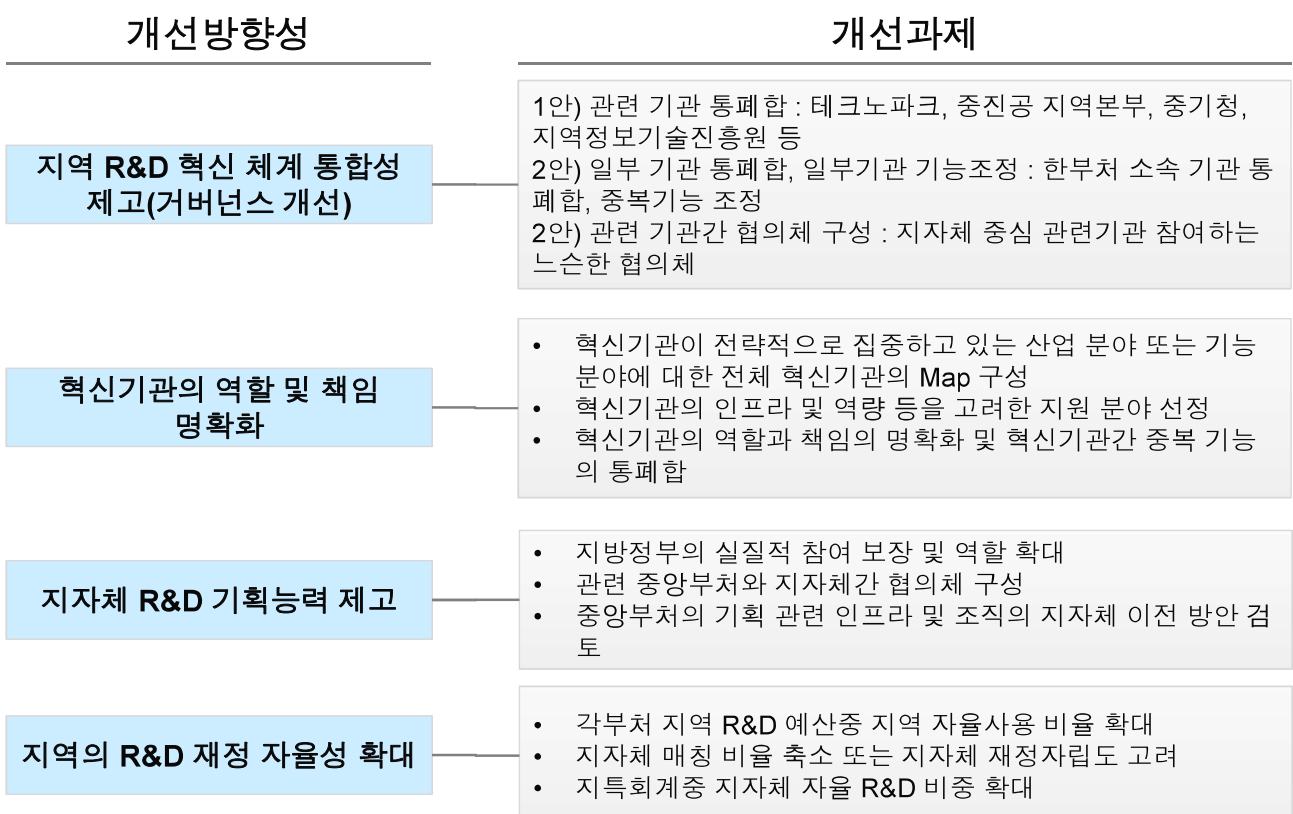 개선방향성
개선과제
지역 R&D 혁신 체계 통합성
제고(거버넌스 개선)
1안) 관련 기관 통폐합 : 테크노파크, 중진공 지역본부, 중기청,
지역정보기술진흥원 등
2안) 일부 기관 통폐합, 일부기관 기능조정 : 한부처 소속 기관 통
폐합, 중복기능 조정
2안) 관련 기관간 협의체 구성 : 지자체 중심 관련기관 참여하는
느슨한 협의체
혁신기관의 역할 및 책임
명확화
• 혁신기관이 전략적으로 집중하고 있는 산업 분야 또는 기능
분야에 대한 전체 혁신기관의 Map 구성
• 혁신기관의 인프라 및 역량 등을 고려한 지원 분야 선정
• 혁신기관의 역할과 책임의 명확화 및 혁신기관간 중복 기능
의 통폐합
지자체 R&D 기획능력 제고
• 지방정부의 실질적 참여 보장 및 역할 확대
• 관련 중앙부처와 지자체간 협의체 구성
• 중앙부처의 기획 관련 인프라 및 조직의 지자체 이전 방안 검
토
지역의 R&D 재정 자율성 확대
• 각부처 지역 R&D 예산중 지역 자율사용 비율 확대
• 지자체 매칭 비율 축소 또는 지자체 재정자립도 고려
• 지특회계중 지자체 자율 R&D 비중 확대